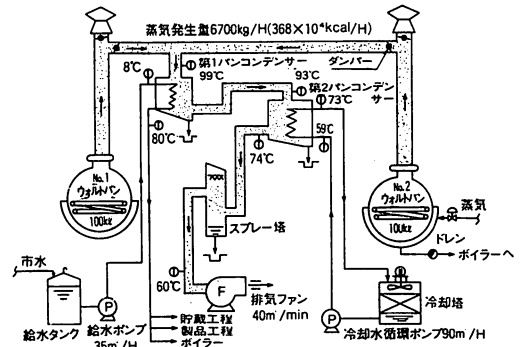 蒸気発生量6700kg/H(368×10⁴kcal/H)
ダンパー
8℃
第1パンコンデンサー
99℃
93℃
第2パンコンデンサー
73℃
80℃
59℃
74℃
No.1
ウォルトパン
100kℓ
No.2
ウォルトパン
100kℓ
蒸気
ドレン
ボイラーへ
スプレー塔
市水
60℃
F
排気ファン
40m³/min
給水タンク
P
給水ポンプ
35m³/H
貯蔵工程
製品工程
ボイラー
P
冷却塔
冷却水循環ポンプ90m³/H